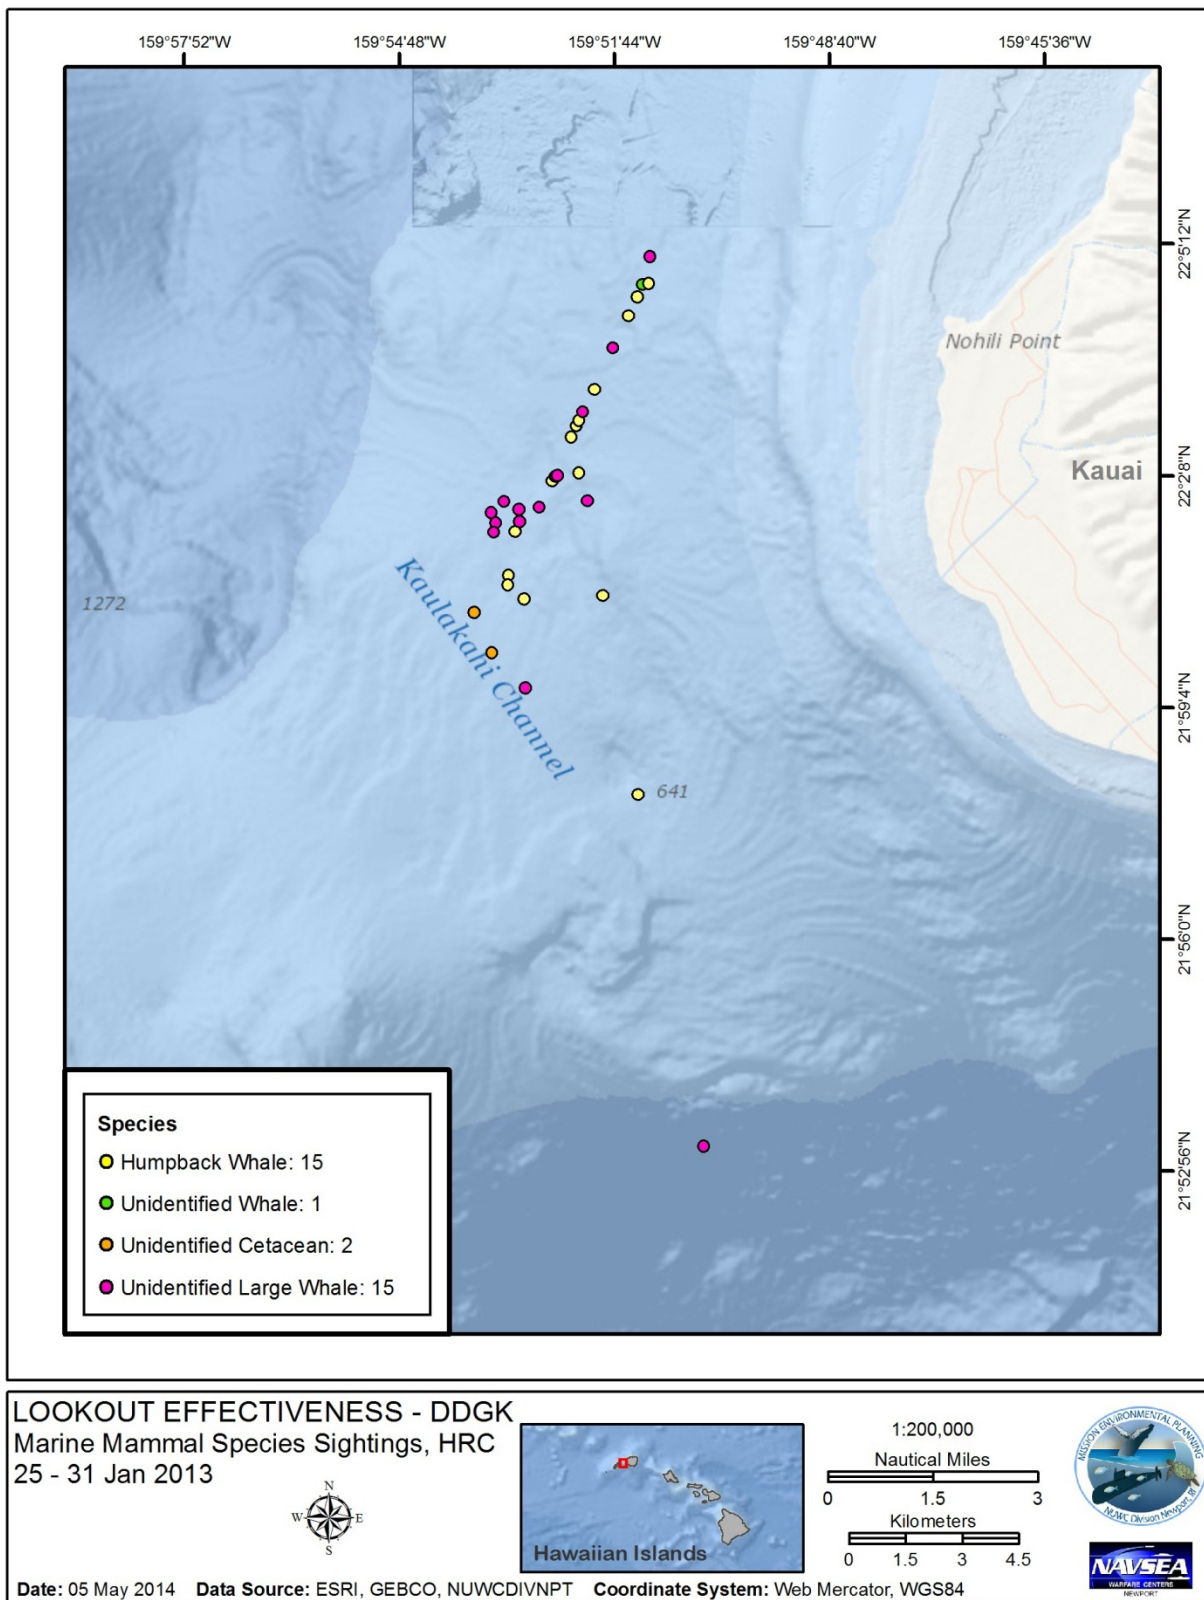 159°57'52"W 159°54'48"W 159°51'44"W 159°48'40"W 159°45'36"W
22°5'12"N
Nohili Point
22°2'8"N
Kauai
Kaulakahi Channel
1272
21°59'4"N
641
21°56'0"N
21°52'56"N
Species
Humpback Whale: 15
Unidentified Whale: 1
Unidentified Cetacean: 2
Unidentified Large Whale: 15
LOOKOUT EFFECTIVENESS - DDGK
Marine Mammal Species Sightings, HRC
25 - 31 Jan 2013
N
W E
S
Hawaiian Islands
1:200,000
Nautical Miles
0 1.5 3
Kilometers
0 1.5 3 4.5
MISSION ENVIRONMENTAL PLANNING
NUWC Division Newport, RI
NAVSEA
WARFARE CENTERS
NEWPORT
Date: 05 May 2014 Data Source: ESRI, GEBCO, NUWCDIVNPT Coordinate System: Web Mercator, WGS84